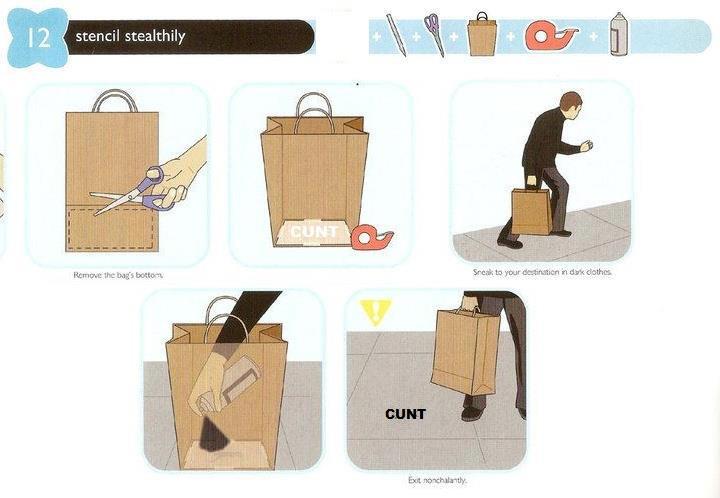 12 stencil stealthily
Remove the bag's bottom.
CUNT
Sneak to your destination in dark clothes.
CUNT
Exit nonchalantly.